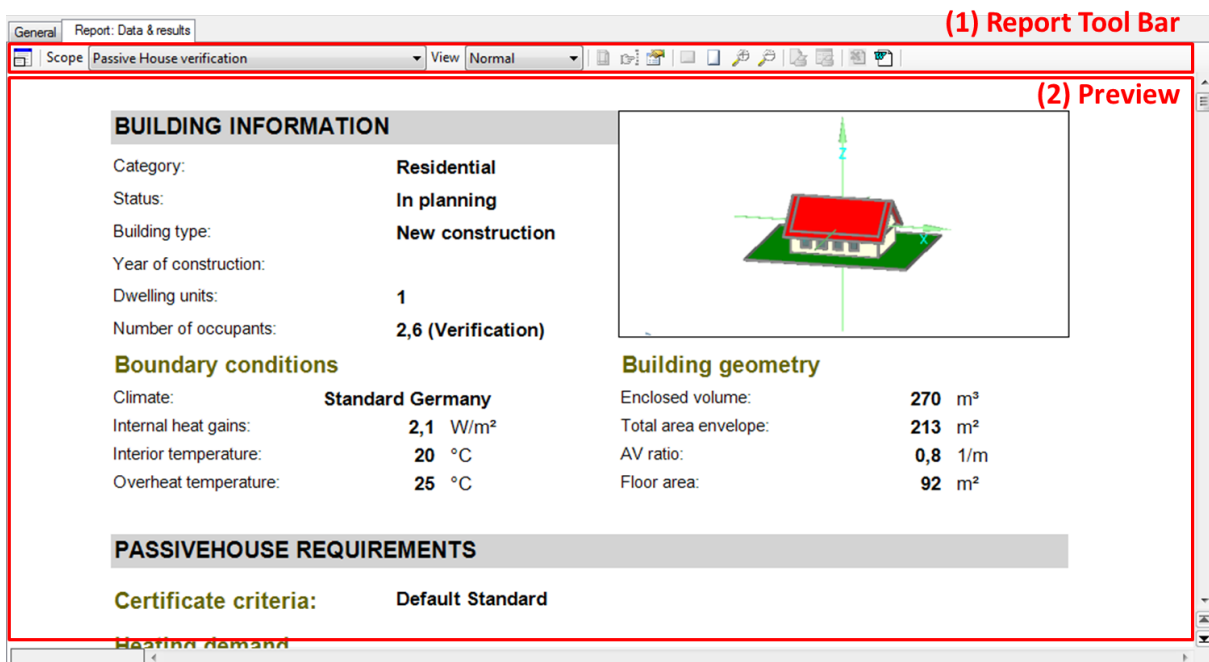 (1) Report Tool Bar
General Report: Data & results
Scope Passive House verification View Normal
(2) Preview
BUILDING INFORMATION
Category: Residential
Status: In planning
Building type: New construction
Year of construction:
Dwelling units: 1
Number of occupants: 2,6 (Verification)
Z
X
Boundary conditions
Climate: Standard Germany
Internal heat gains: 2,1 W/m²
Interior temperature: 20 °C
Overheat temperature: 25 °C
Building geometry
Enclosed volume: 270 m³
Total area envelope: 213 m²
AV ratio: 0,8 1/m
Floor area: 92 m²
PASSIVEHOUSE REQUIREMENTS
Certificate criteria: Default Standard
Heating demand